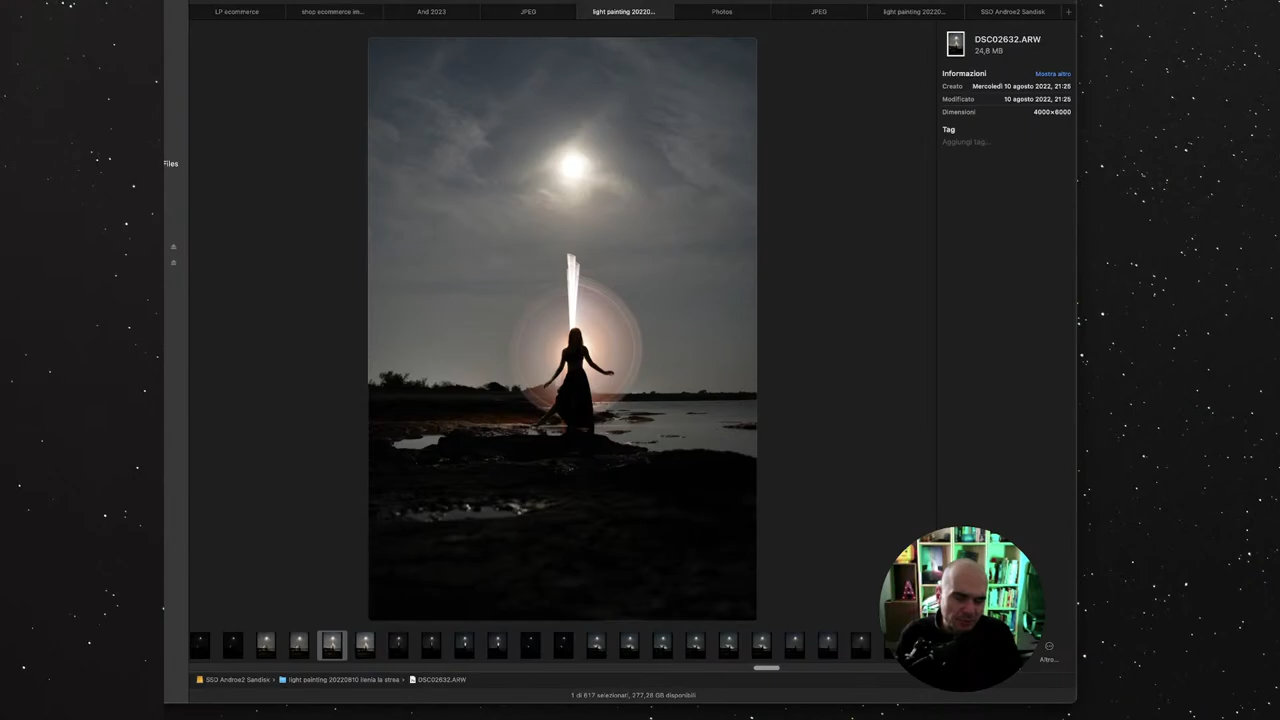 LP ecommerce
shop ecommerce im...
And 2023
JPEG
light painting 20220...
Photos
JPEG
light painting 20220...
SSO Androe2 Sandisk
+
DSC02632.ARW
24,8 MB
Informazioni Mostra altro
Creato Mercoledì 10 agosto 2022, 21:25
Modificato 10 agosto 2022, 21:25
Dimensioni 4000×6000
Tag
Aggiungi tag...
Files
Altro...
SSO Androe2 Sandisk › light painting 20220810 ilenia la strea › DSC02632.ARW
1 di 617 selezionati, 277,28 GB disponibili